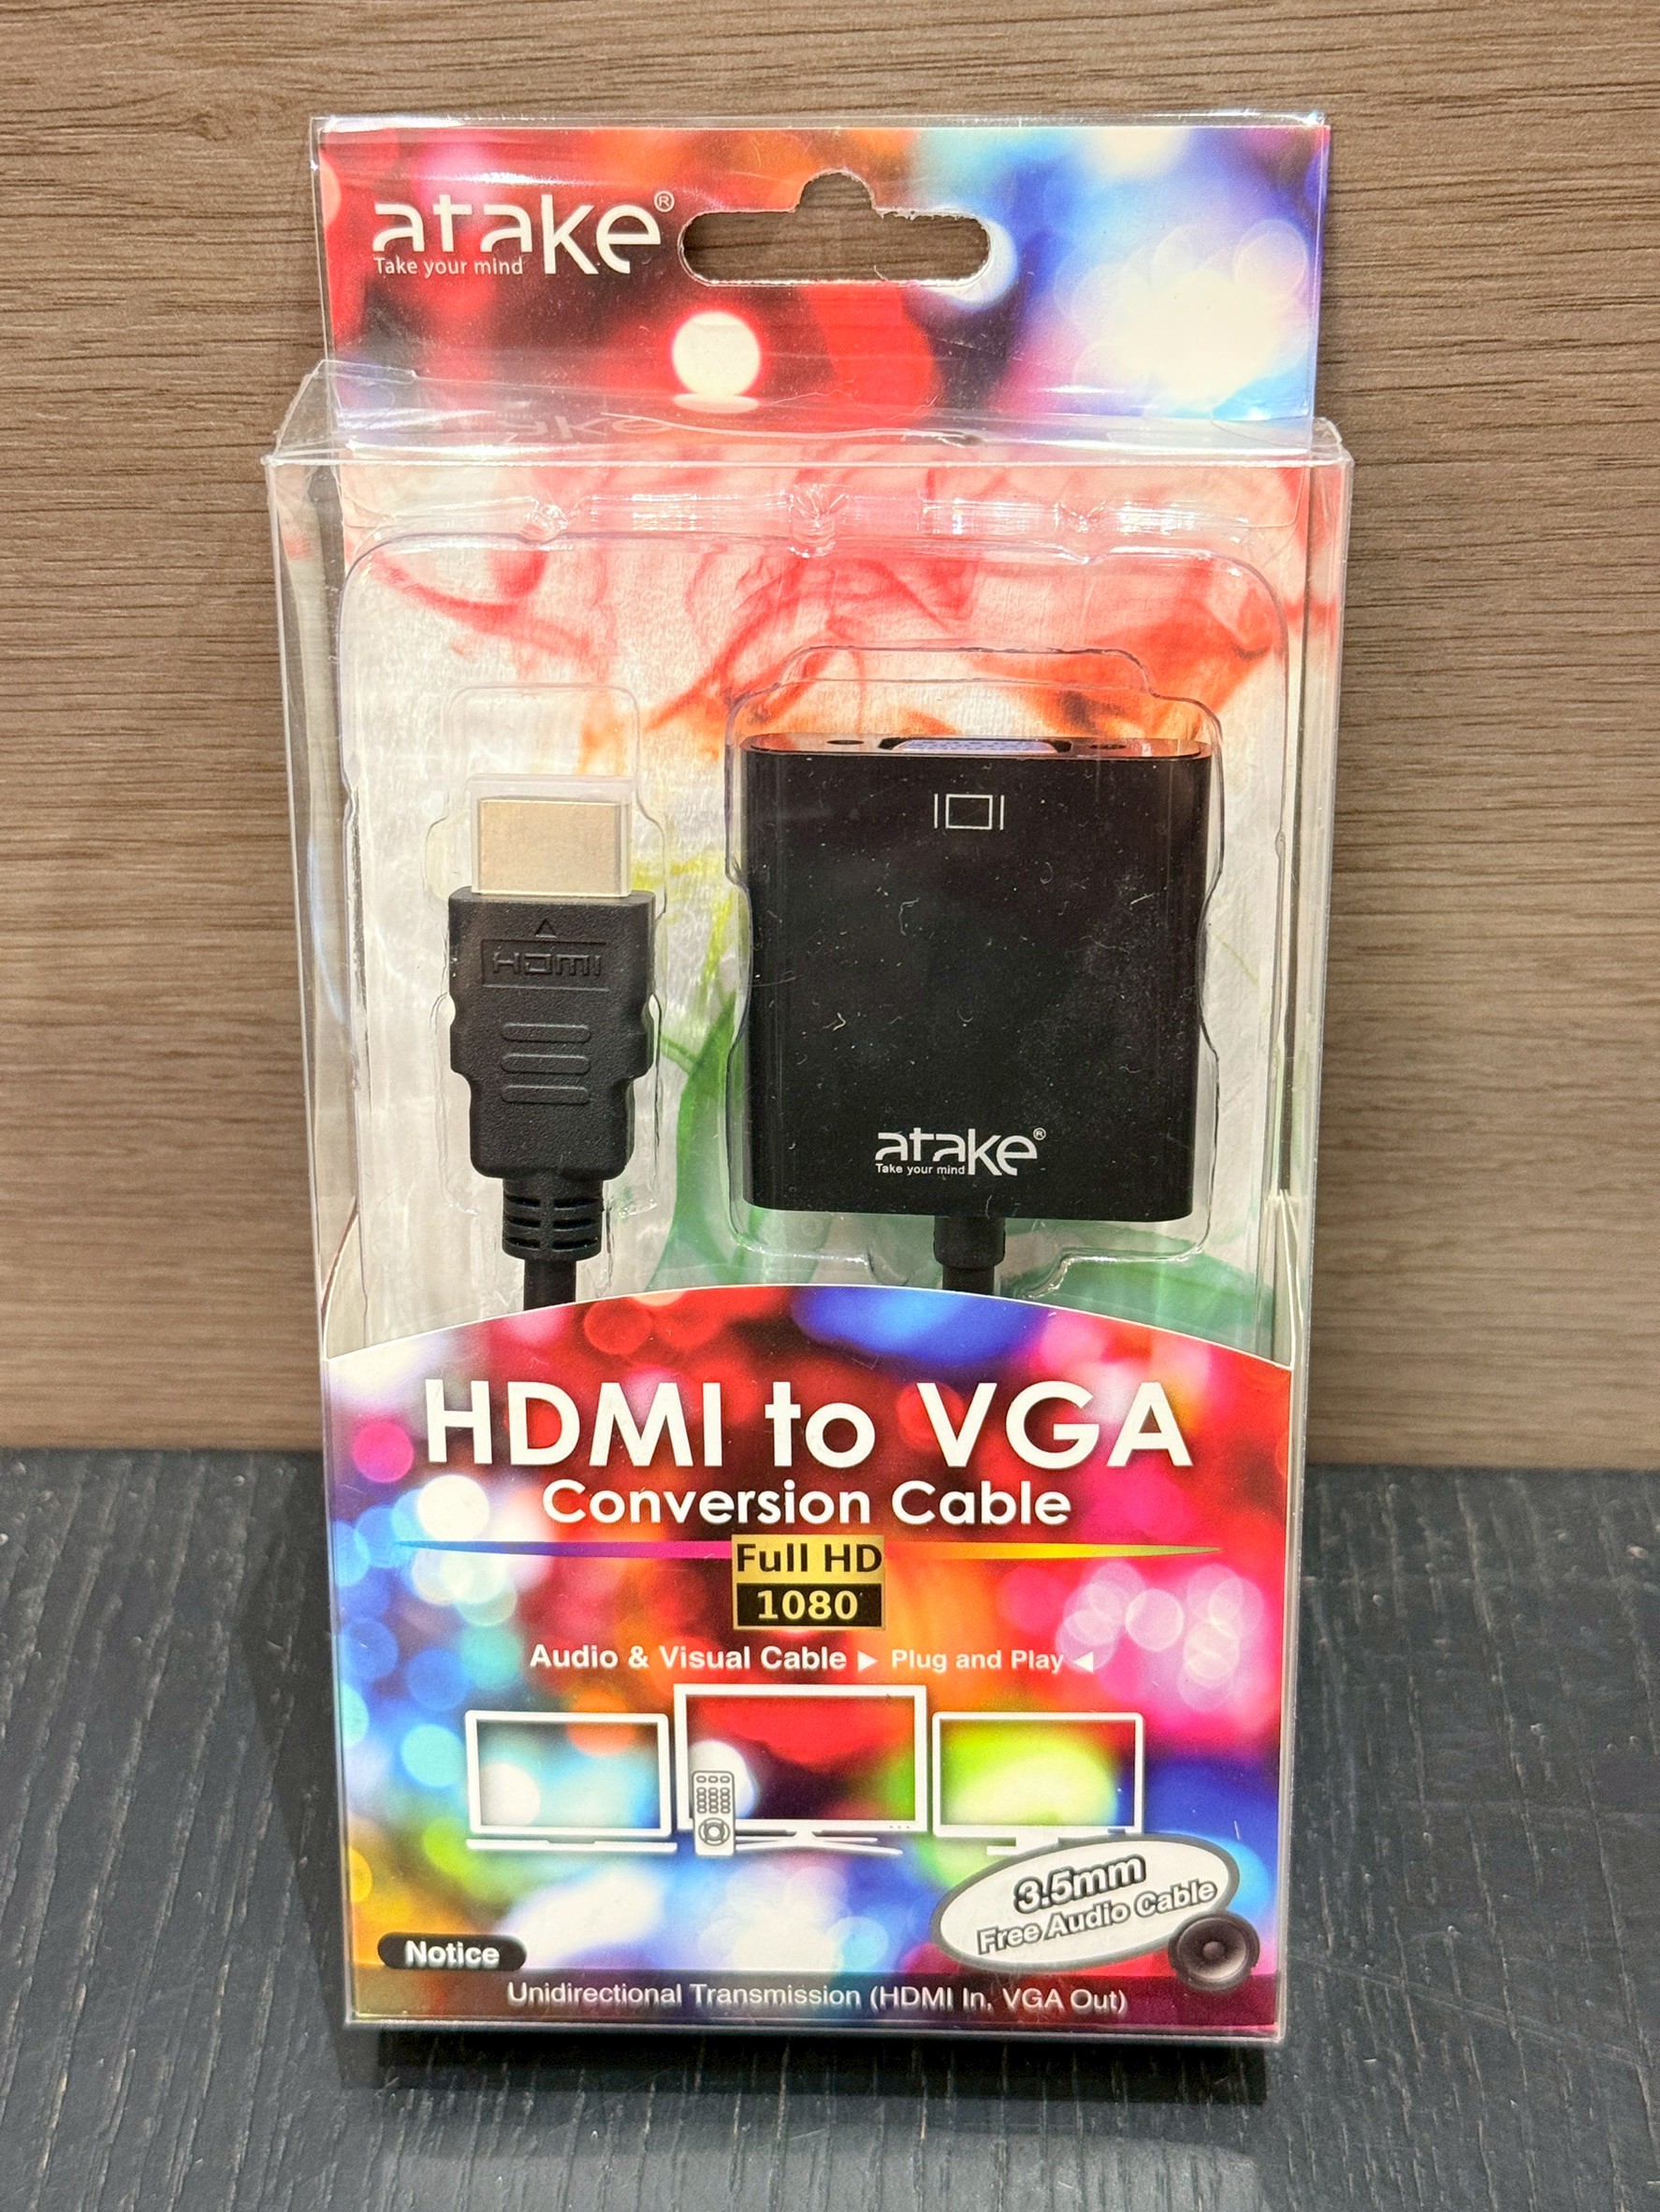 atake®
Take your mind
HDMI
atake®
Take your mind
HDMI to VGA
Conversion Cable
Full HD
1080
Audio & Visual Cable ▶ Plug and Play ◀
3.5mm
Free Audio Cable
Notice
Unidirectional Transmission (HDMI In, VGA Out)